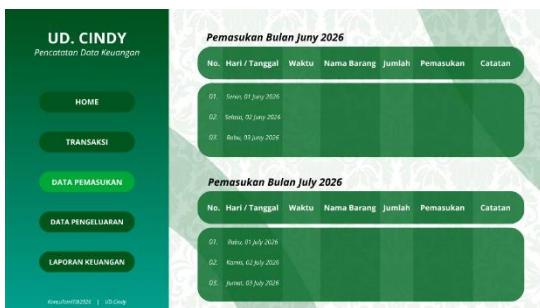 UD. CINDY
Pencatatan Data Keuangan
HOME
TRANSAKSI
DATA PEMASUKAN
DATA PENGELUARAN
LAPORAN KEUANGAN
UD Cindy
Pemasukan Bulan Juny 2026
No. Hari / Tanggal Waktu Nama Barang Jumlah Pemasukan Catatan
01. Senin, 01 Juny 2026
02. Selasa, 02 Juny 2026
03. Rabu, 03 Juny 2026
Pemasukan Bulan July 2026
No. Hari / Tanggal Waktu Nama Barang Jumlah Pemasukan Catatan
01. Rabu, 01 July 2026
02. Kamis, 02 July 2026
03. Jumat, 03 July 2026